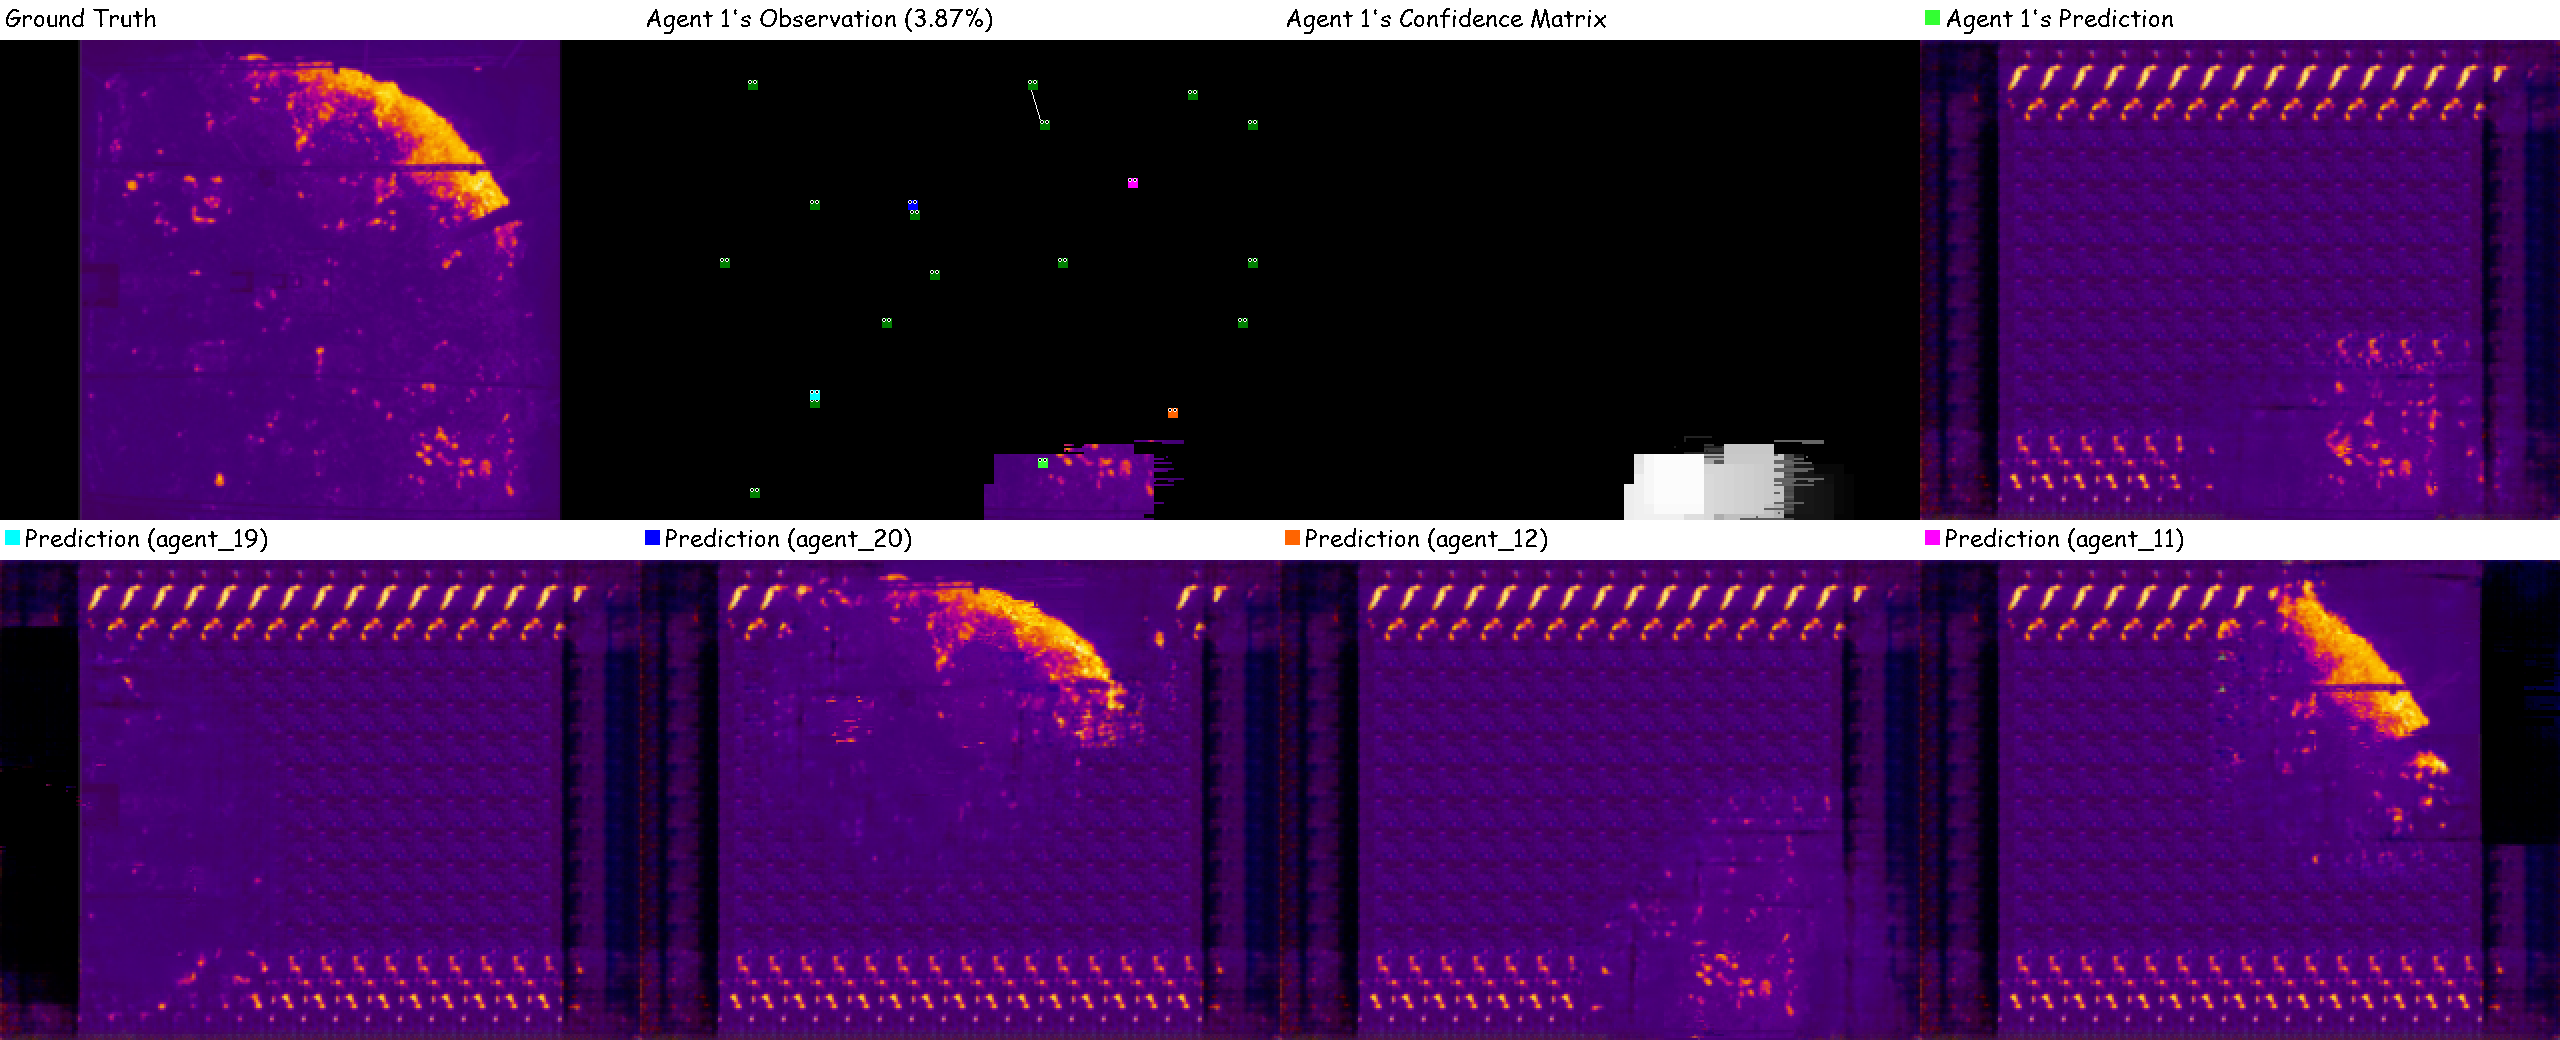 Ground Truth
Agent 1's Observation (3.87%)
Agent 1's Confidence Matrix
Agent 1's Prediction
Prediction (agent_19)
Prediction (agent_20)
Prediction (agent_12)
Prediction (agent_11)